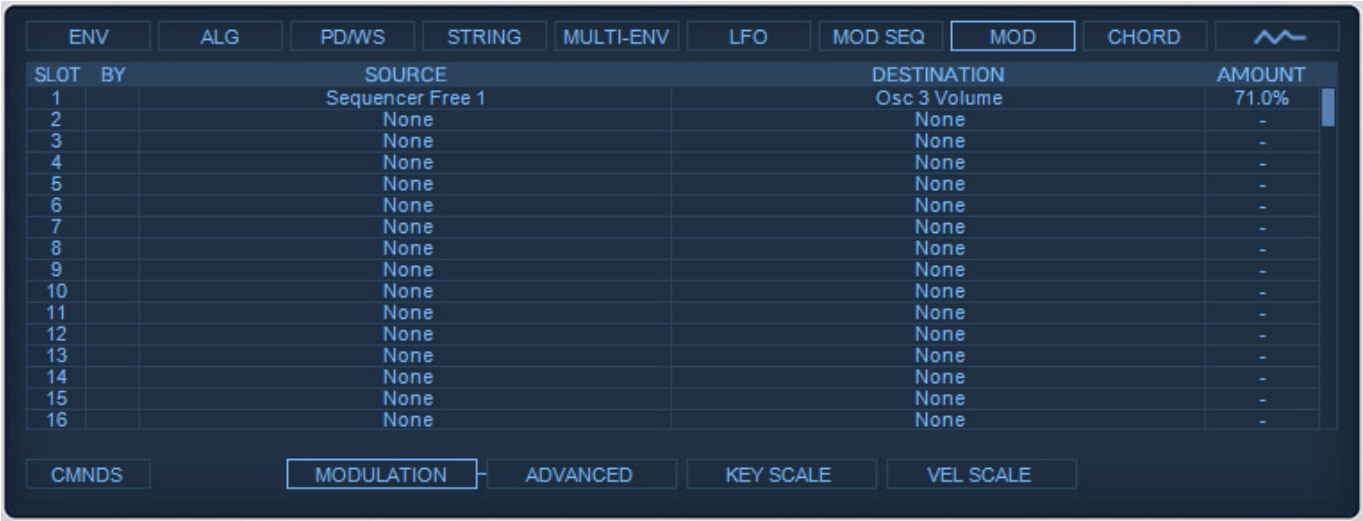 ENV ALG PD/WS STRING MULTI-ENV LFO MOD SEQ MOD CHORD
SLOT BY SOURCE DESTINATION AMOUNT
1 Sequencer Free 1 Osc 3 Volume 71.0%
2 None None -
3 None None -
4 None None -
5 None None -
6 None None -
7 None None -
8 None None -
9 None None -
10 None None -
11 None None -
12 None None -
13 None None -
14 None None -
15 None None -
16 None None -
CMNDS MODULATION ADVANCED KEY SCALE VEL SCALE